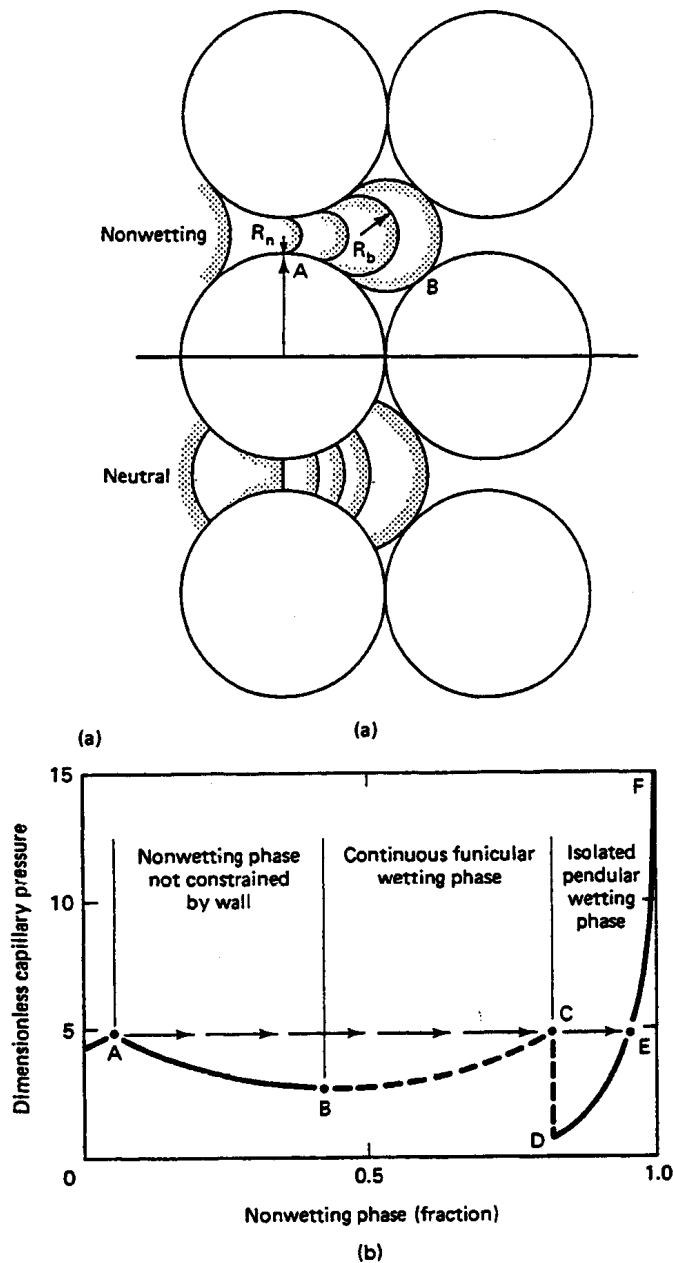 Nonwetting
Rn
A
Rb
B
Neutral
(a)
(a)
15
F
Nonwetting phase
not constrained
by wall
Continuous funicular
wetting phase
Isolated
pendular
wetting
phase
Dimensionless capillary pressure
10
5
A
B
C
E
D
0
0.5
1.0
Nonwetting phase (fraction)
(b)